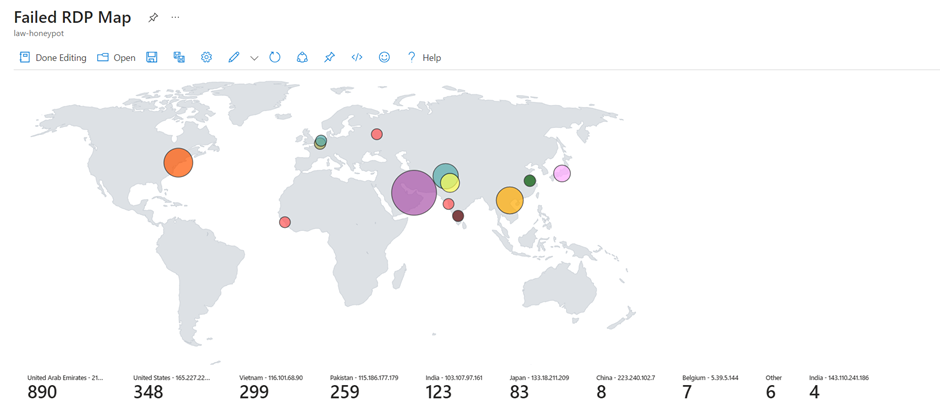 Failed RDP Map
law-honeypot
Done Editing Open Help
United Arab Emirates - 21...
890
United States - 165.227.22...
348
Vietnam - 116.101.68.90
299
Pakistan - 115.186.177.179
259
India - 103.107.97.161
123
Japan - 133.18.211.209
83
China - 223.240.102.7
8
Belgium - 5.39.5.144
7
Other
6
India - 143.110.241.186
4